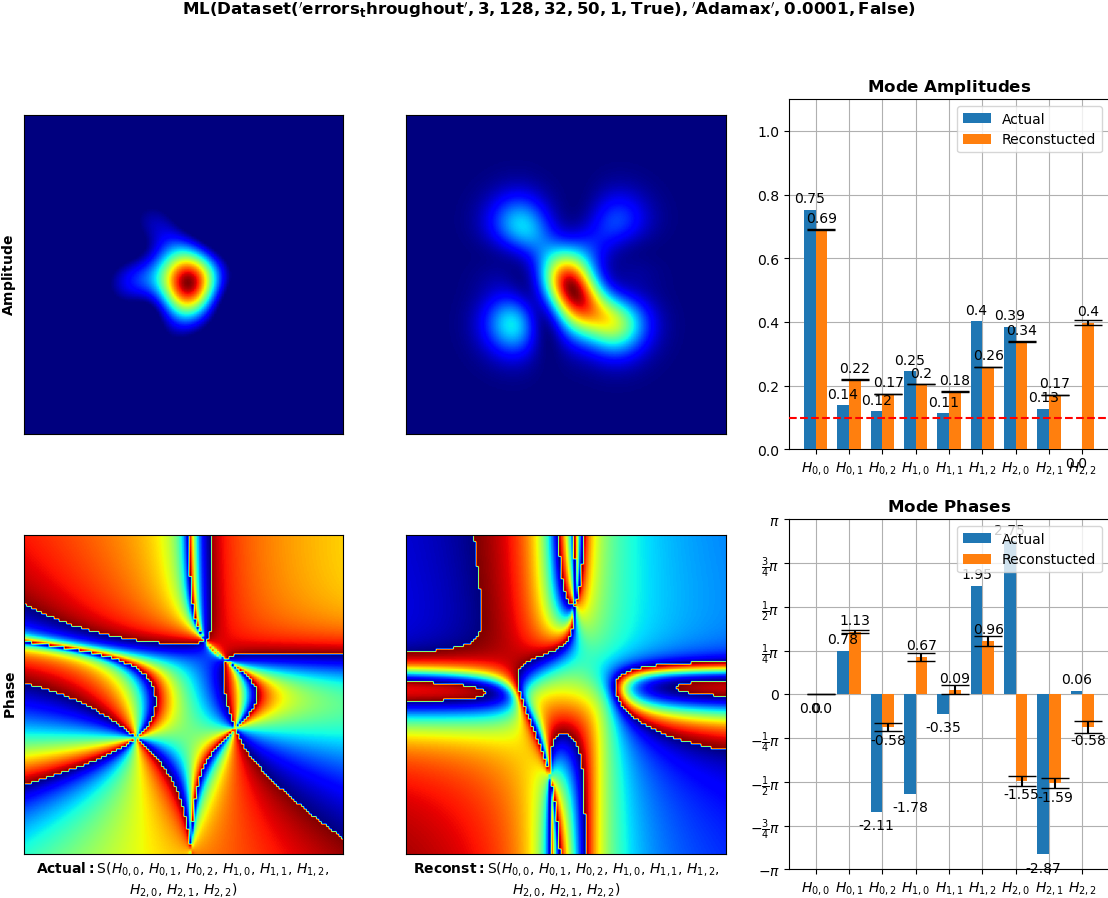 ML(Dataset('errors_throughout', 3, 128, 32, 50, 1, True), 'Adamax', 0.0001, False)
Amplitude
Mode Amplitudes
Actual
Reconstucted
1.0
0.8
0.6
0.4
0.2
0.0
0.75
0.69
0.14
0.22
0.12
0.17
0.25
0.2
0.11
0.18
0.4
0.26
0.39
0.34
0.13
0.17
0.0
0.4
H0,0 H0,1 H0,2 H1,0 H1,1 H1,2 H2,0 H2,1 H2,2
Phase
Mode Phases
Actual
Reconstucted
π
3/4π
1/2π
1/4π
0
−1/4π
−1/2π
−3/4π
−π
0.0
0.0
0.78
1.13
-2.11
-0.58
-1.78
0.67
-0.35
0.09
1.95
0.96
2.75
-1.55
-2.87
-1.59
0.06
-0.58
H0,0 H0,1 H0,2 H1,0 H1,1 H1,2 H2,0 H2,1 H2,2
Actual: S(H0,0, H0,1, H0,2, H1,0, H1,1, H1,2,
H2,0, H2,1, H2,2)
Reconst: S(H0,0, H0,1, H0,2, H1,0, H1,1, H1,2,
H2,0, H2,1, H2,2)